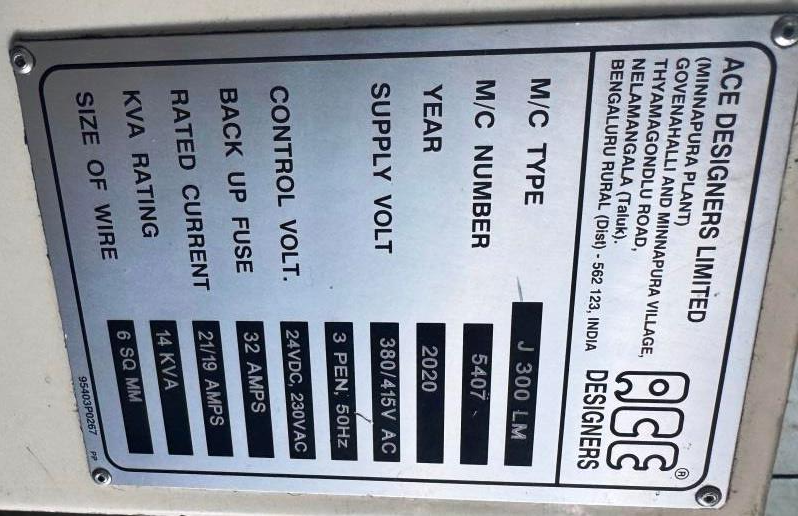 ACE DESIGNERS LIMITED
(MINNAPURA PLANT)
GOVENAHALLI AND MINNAPURA VILLAGE,
THYAMAGONDLU ROAD,
NELAMANGALA (Taluk).
BENGALURU RURAL (Dist) - 562 123, INDIA
ACE ®
DESIGNERS
M/C TYPE J 300 LM
M/C NUMBER 5407
YEAR 2020
SUPPLY VOLT 380/415V AC
3 PEN, 50Hz
CONTROL VOLT. 24VDC, 230VAC
BACK UP FUSE 32 AMPS
RATED CURRENT 21/19 AMPS
KVA RATING 14 KVA
SIZE OF WIRE 6 SQ MM
95403P0267 PP